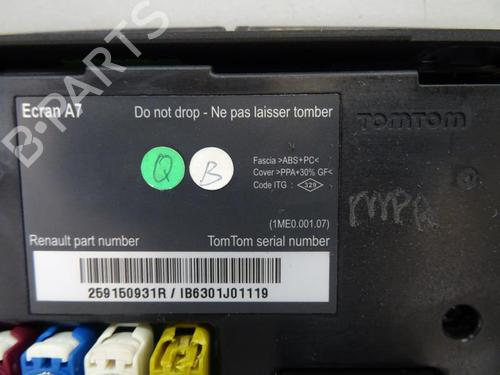 Ecran A7 Do not drop - Ne pas laisser tomber
TOMTOM
Q B
Fascia >ABS+PC<
Cover >PPA+30% GF<
Code ITG : 329
(1ME0.001.07)
Renault part number TomTom serial number
259150931R / IB6301J01119